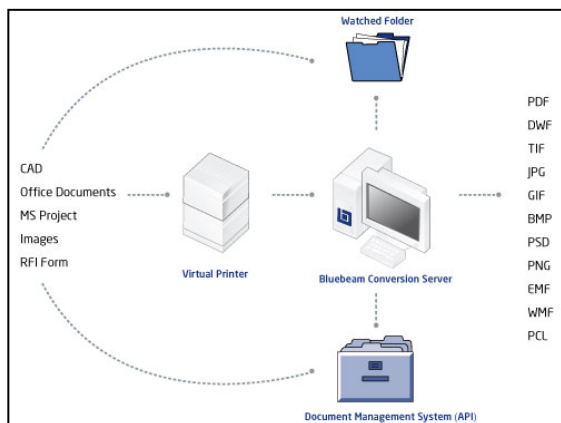 Watched Folder
CAD
Office Documents
MS Project
Images
RFI Form
Virtual Printer
Bluebeam Conversion Server
PDF
DWF
TIF
JPG
GIF
BMP
PSD
PNG
EMF
WMF
PCL
Document Management System (API)